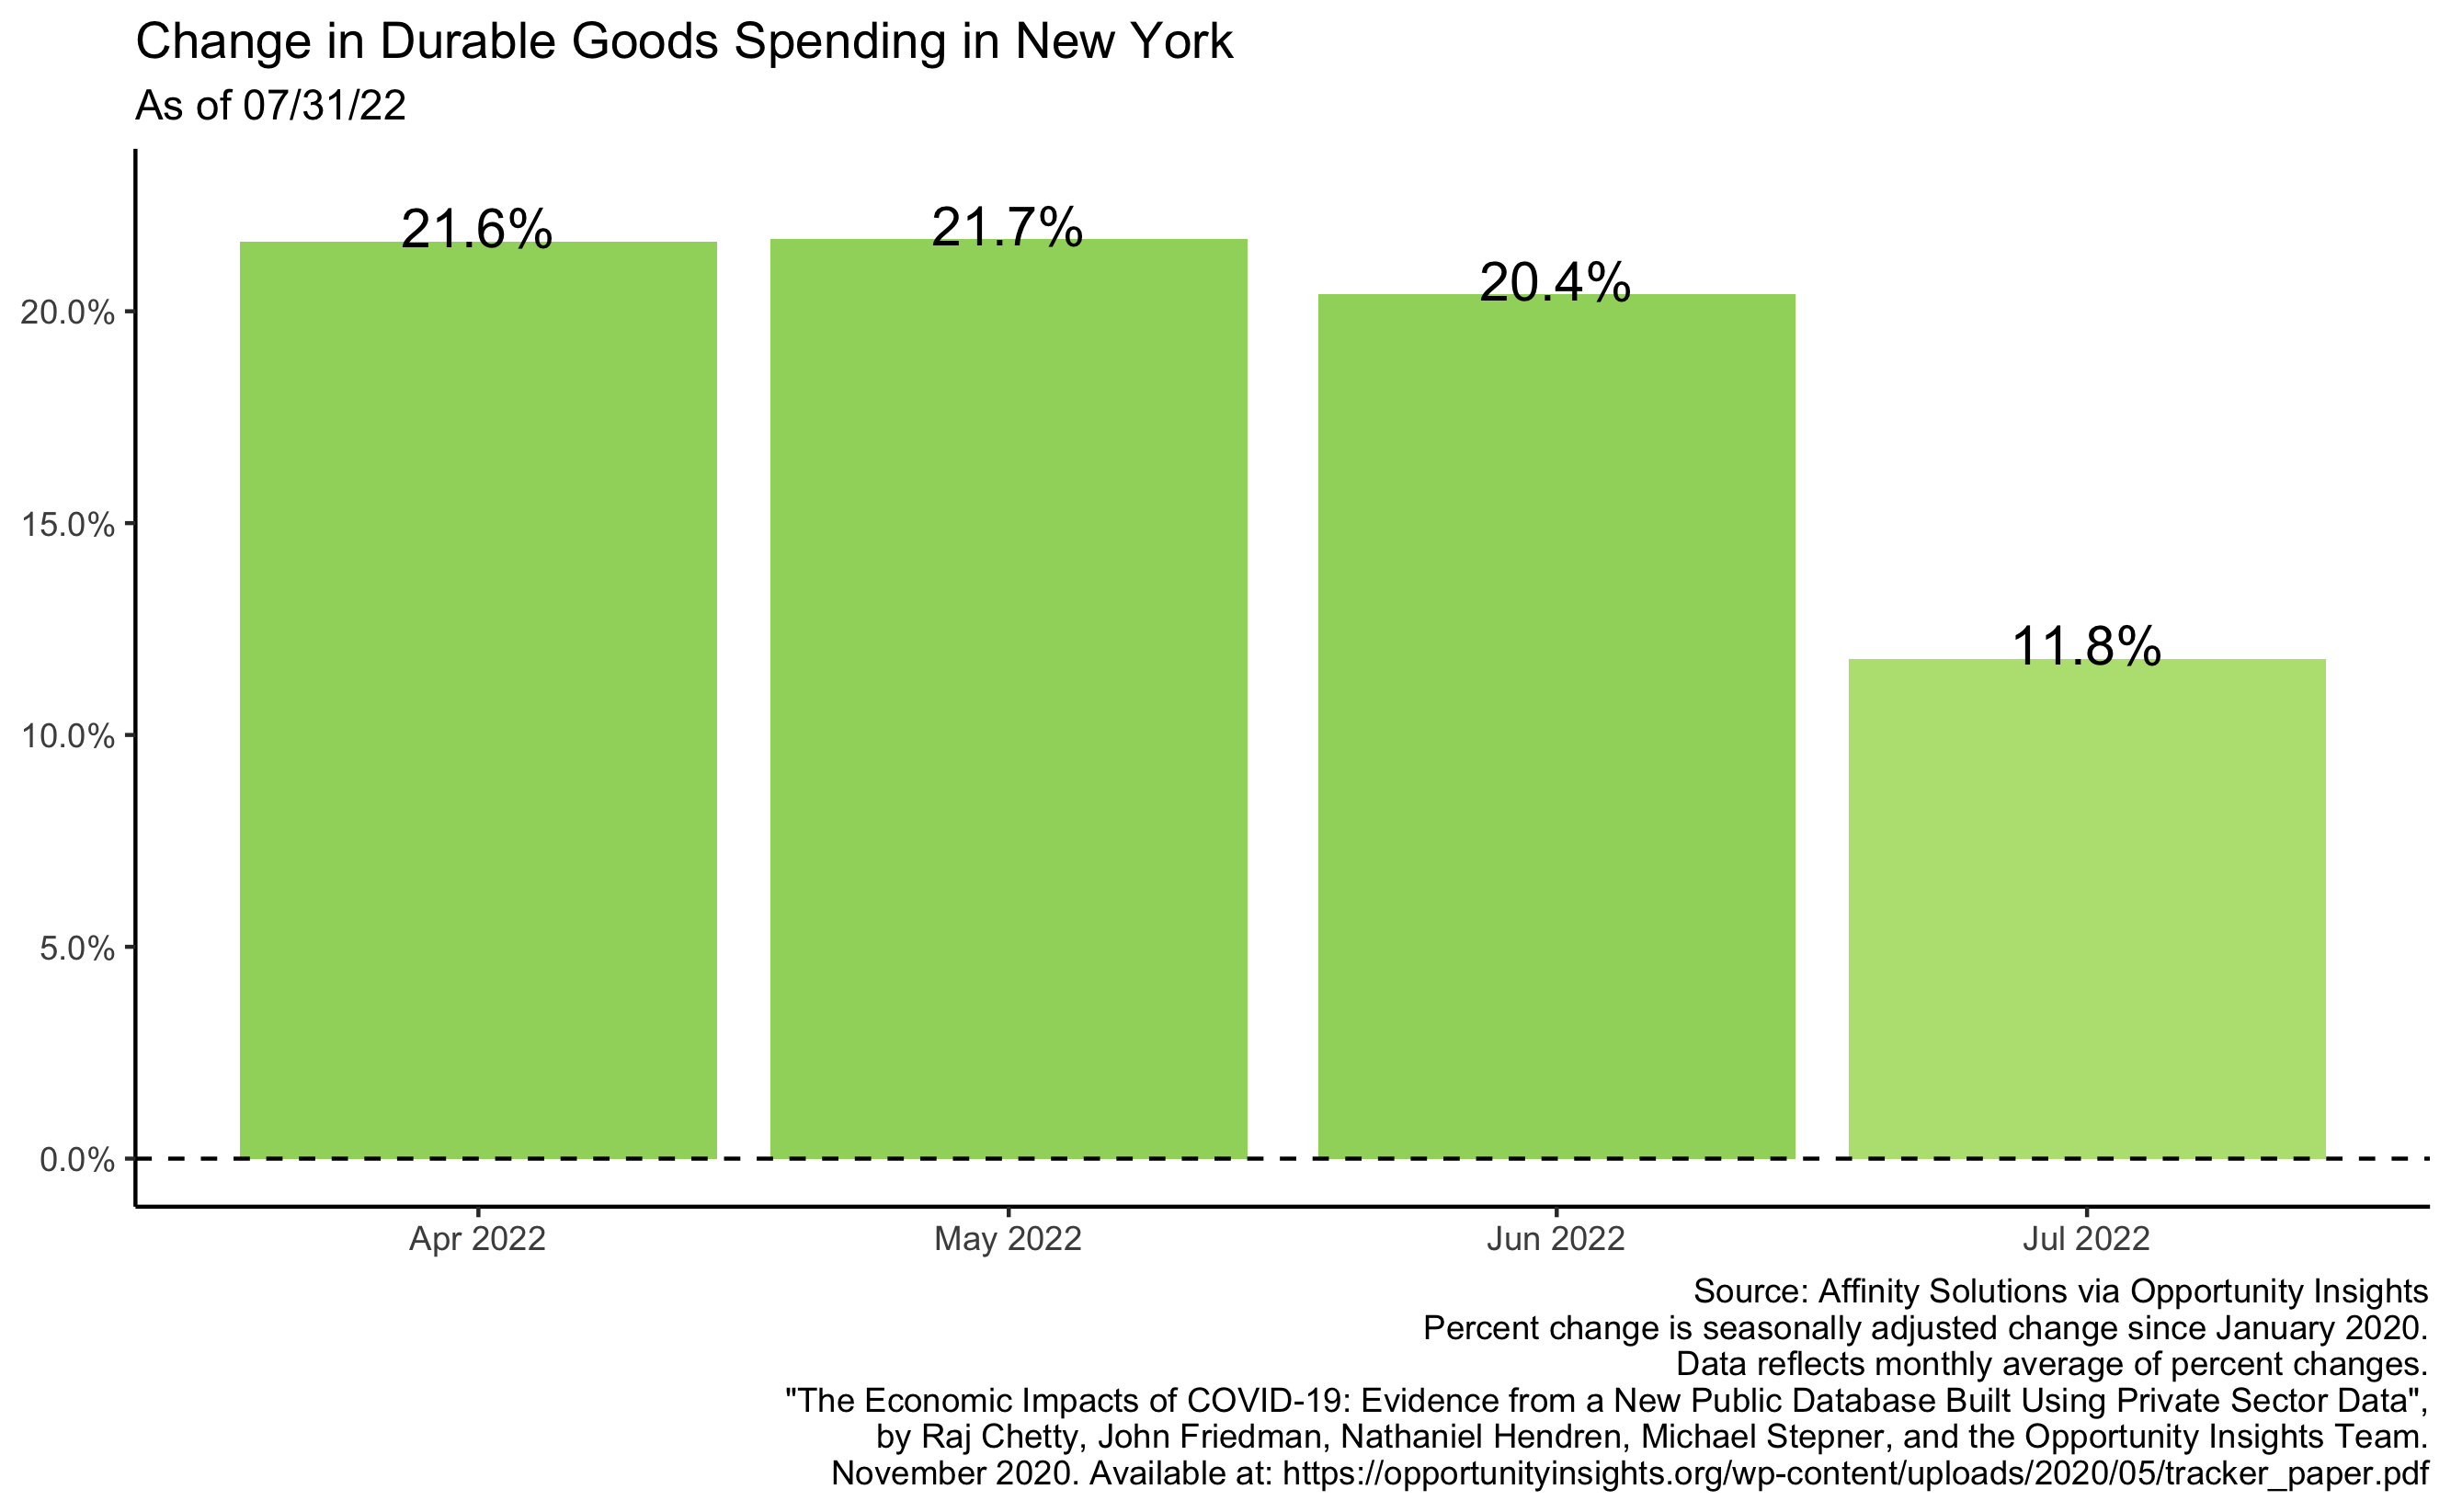 Change in Durable Goods Spending in New York
As of 07/31/22
21.6%
21.7%
20.4%
11.8%
20.0%
15.0%
10.0%
5.0%
0.0%
Apr 2022
May 2022
Jun 2022
Jul 2022
Source: Affinity Solutions via Opportunity Insights
Percent change is seasonally adjusted change since January 2020.
Data reflects monthly average of percent changes.
"The Economic Impacts of COVID-19: Evidence from a New Public Database Built Using Private Sector Data",
by Raj Chetty, John Friedman, Nathaniel Hendren, Michael Stepner, and the Opportunity Insights Team.
November 2020. Available at: https://opportunityinsights.org/wp-content/uploads/2020/05/tracker_paper.pdf